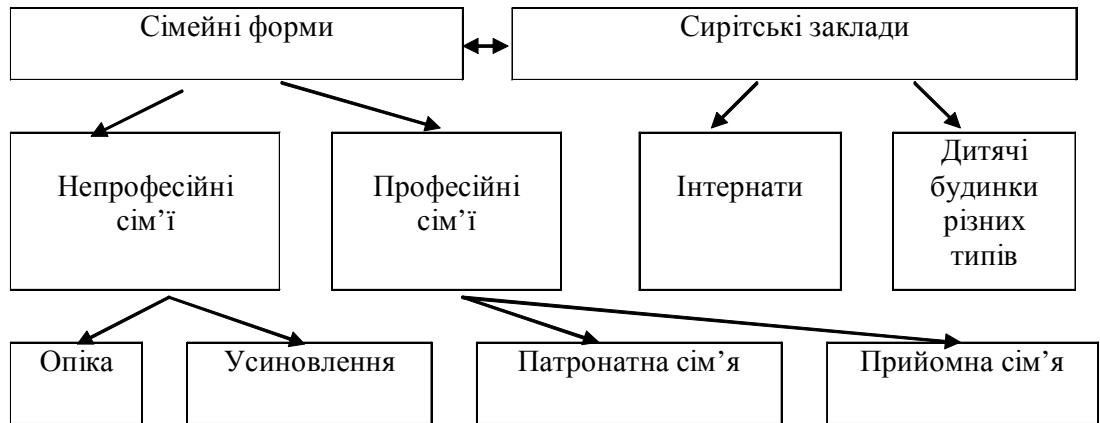 Сімейні форми
Сирітські заклади
Непрофесійні
сім’ї
Професійні
сім’ї
Інтернати
Дитячі
будинки
різних
типів
Опіка
Усиновлення
Патронатна сім’я
Прийомна сім’я